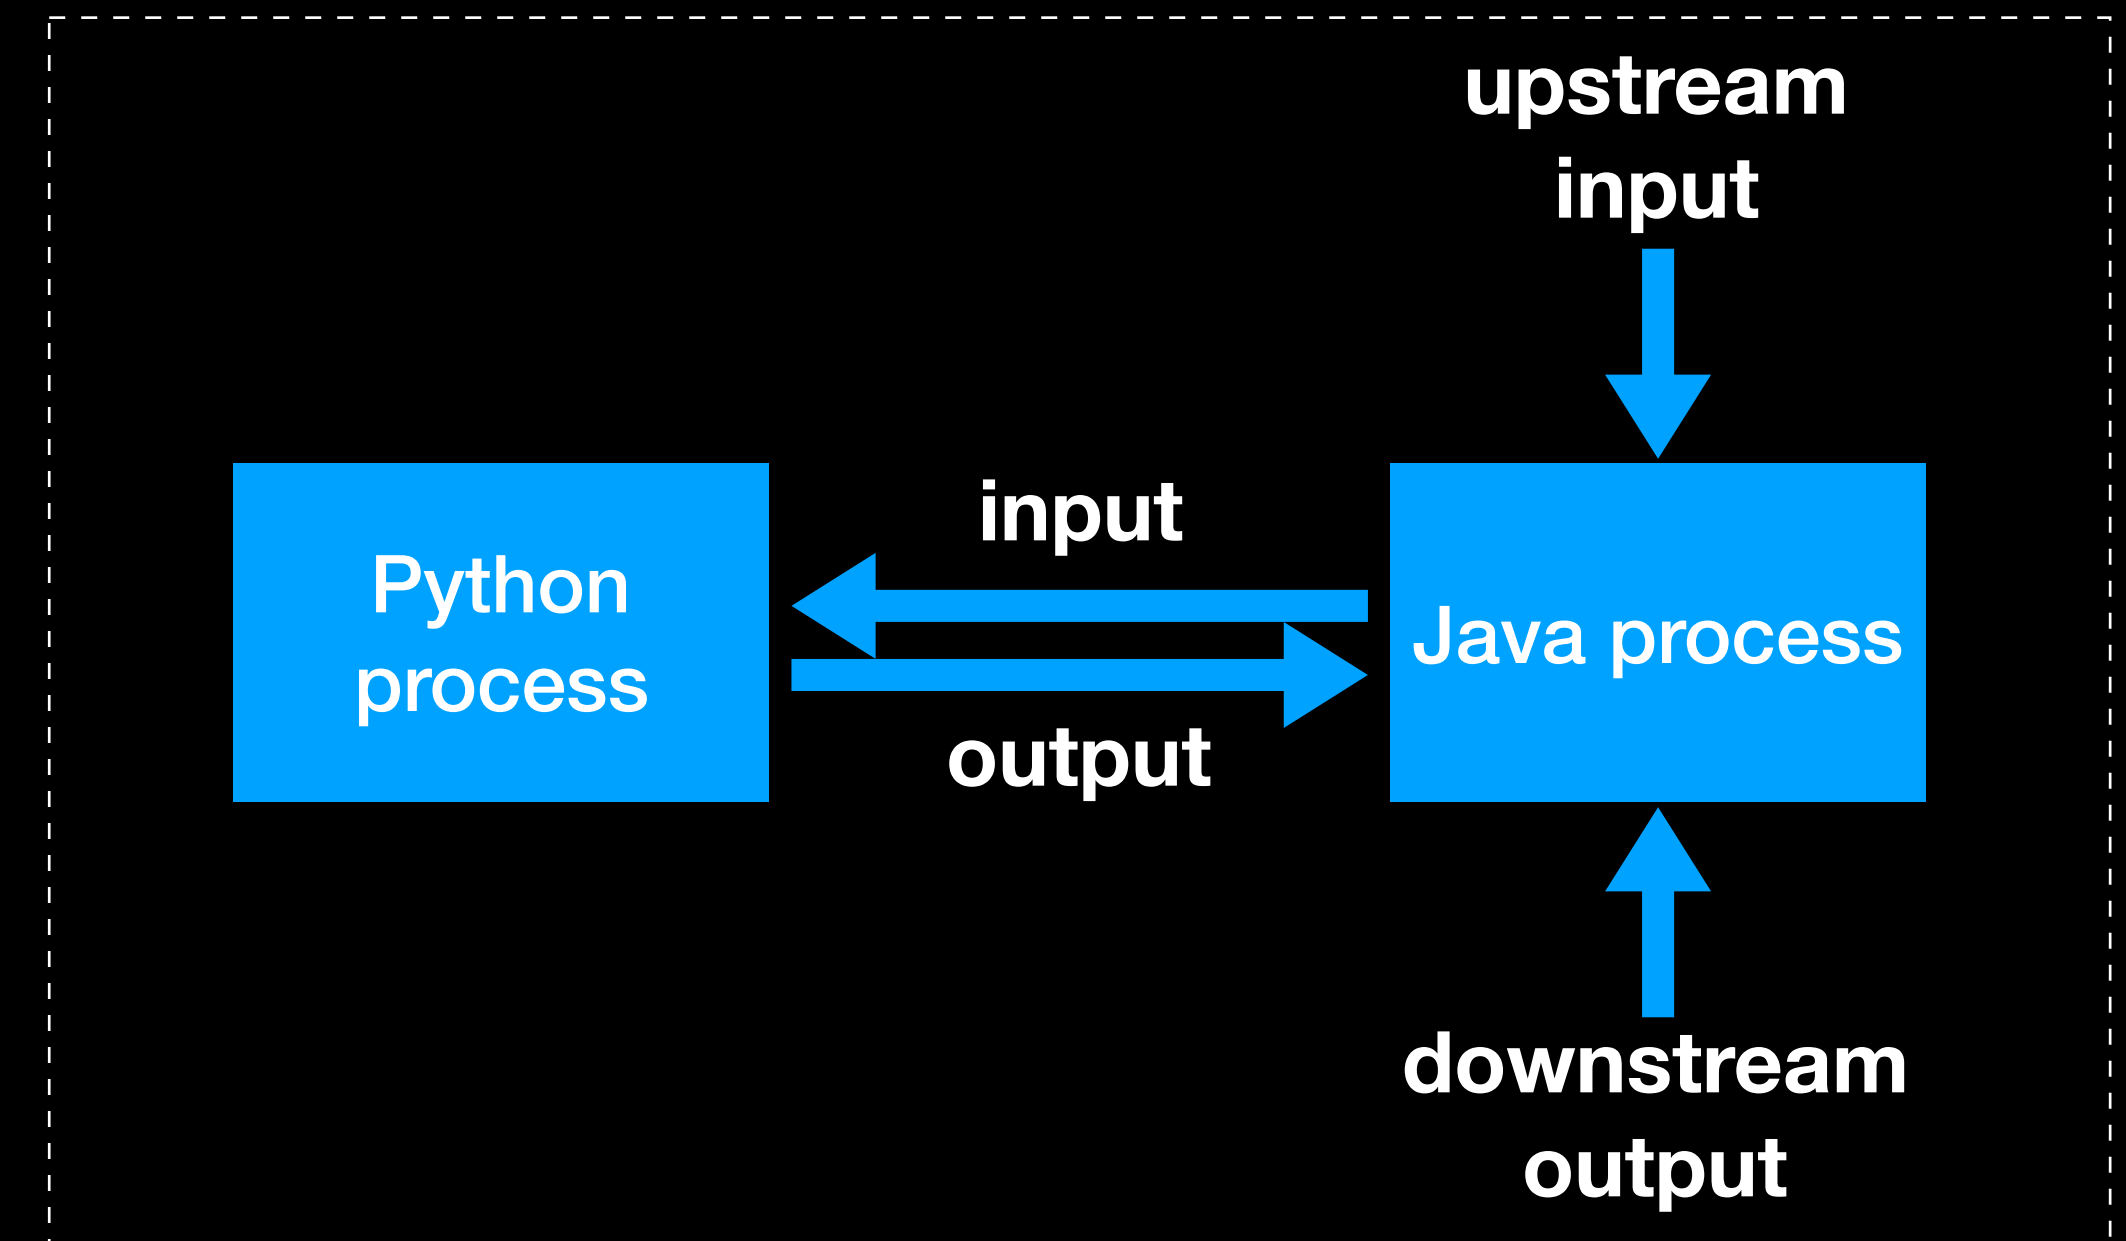 upstream
input
input
Python
process
Java process
output
downstream
output